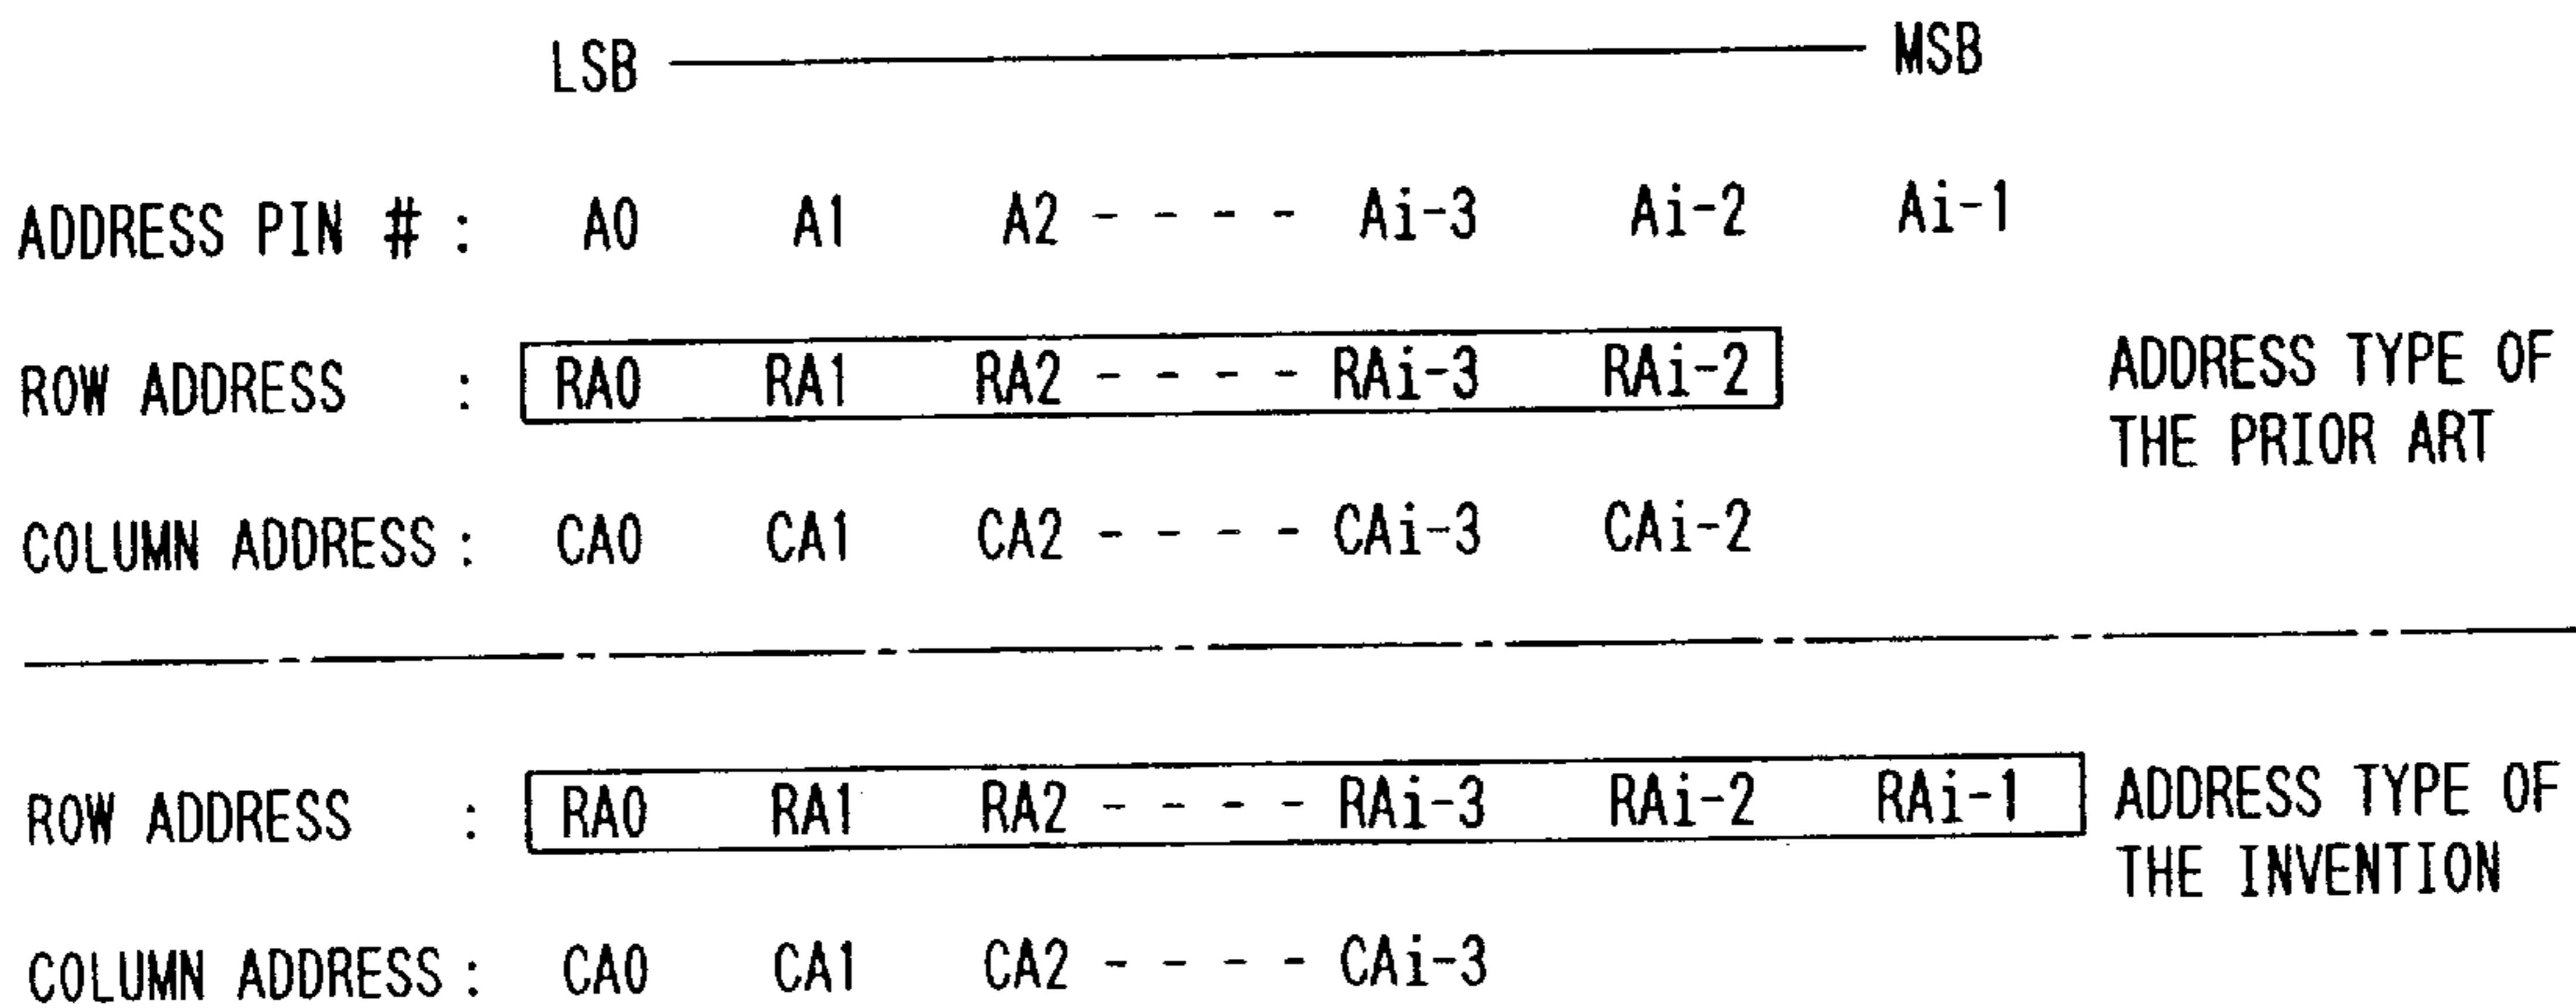 LSB MSB
ADDRESS PIN # : A0 A1 A2 - - - - Ai-3 Ai-2 Ai-1
ROW ADDRESS : RA0 RA1 RA2 - - - - RAi-3 RAi-2
ADDRESS TYPE OF
THE PRIOR ART
COLUMN ADDRESS : CA0 CA1 CA2 - - - - CAi-3 CAi-2
ROW ADDRESS : RA0 RA1 RA2 - - - - RAi-3 RAi-2 RAi-1
ADDRESS TYPE OF
THE INVENTION
COLUMN ADDRESS : CA0 CA1 CA2 - - - - CAi-3